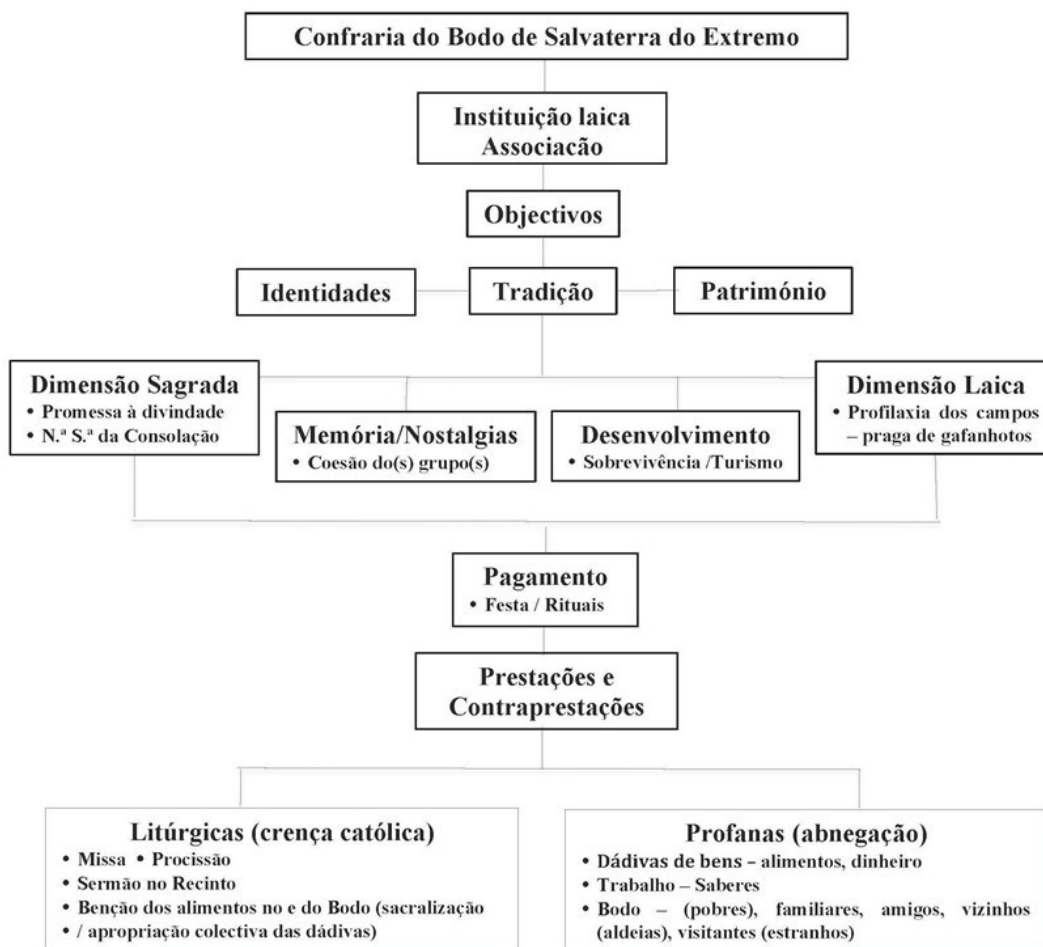 Confraria do Bodo de Salvaterra do Extremo
Instituição laica
Associacão
Objectivos
Identidades
Tradição
Património
Dimensão Sagrada
• Promessa à divindade
• N.ª S.ª da Consolação
Memória/Nostalgias
• Coesão do(s) grupo(s)
Desenvolvimento
• Sobrevivência /Turismo
Dimensão Laica
• Profilaxia dos campos
– praga de gafanhotos
Pagamento
• Festa / Rituais
Prestações e
Contraprestações
Litúrgicas (crença católica)
• Missa • Procissão
• Sermão no Recinto
• Benção dos alimentos no e do Bodo (sacralização
• / apropriação colectiva das dádivas)
Profanas (abnegação)
• Dádivas de bens – alimentos, dinheiro
• Trabalho – Saberes
• Bodo – (pobres), familiares, amigos, vizinhos
(aldeias), visitantes (estranhos)